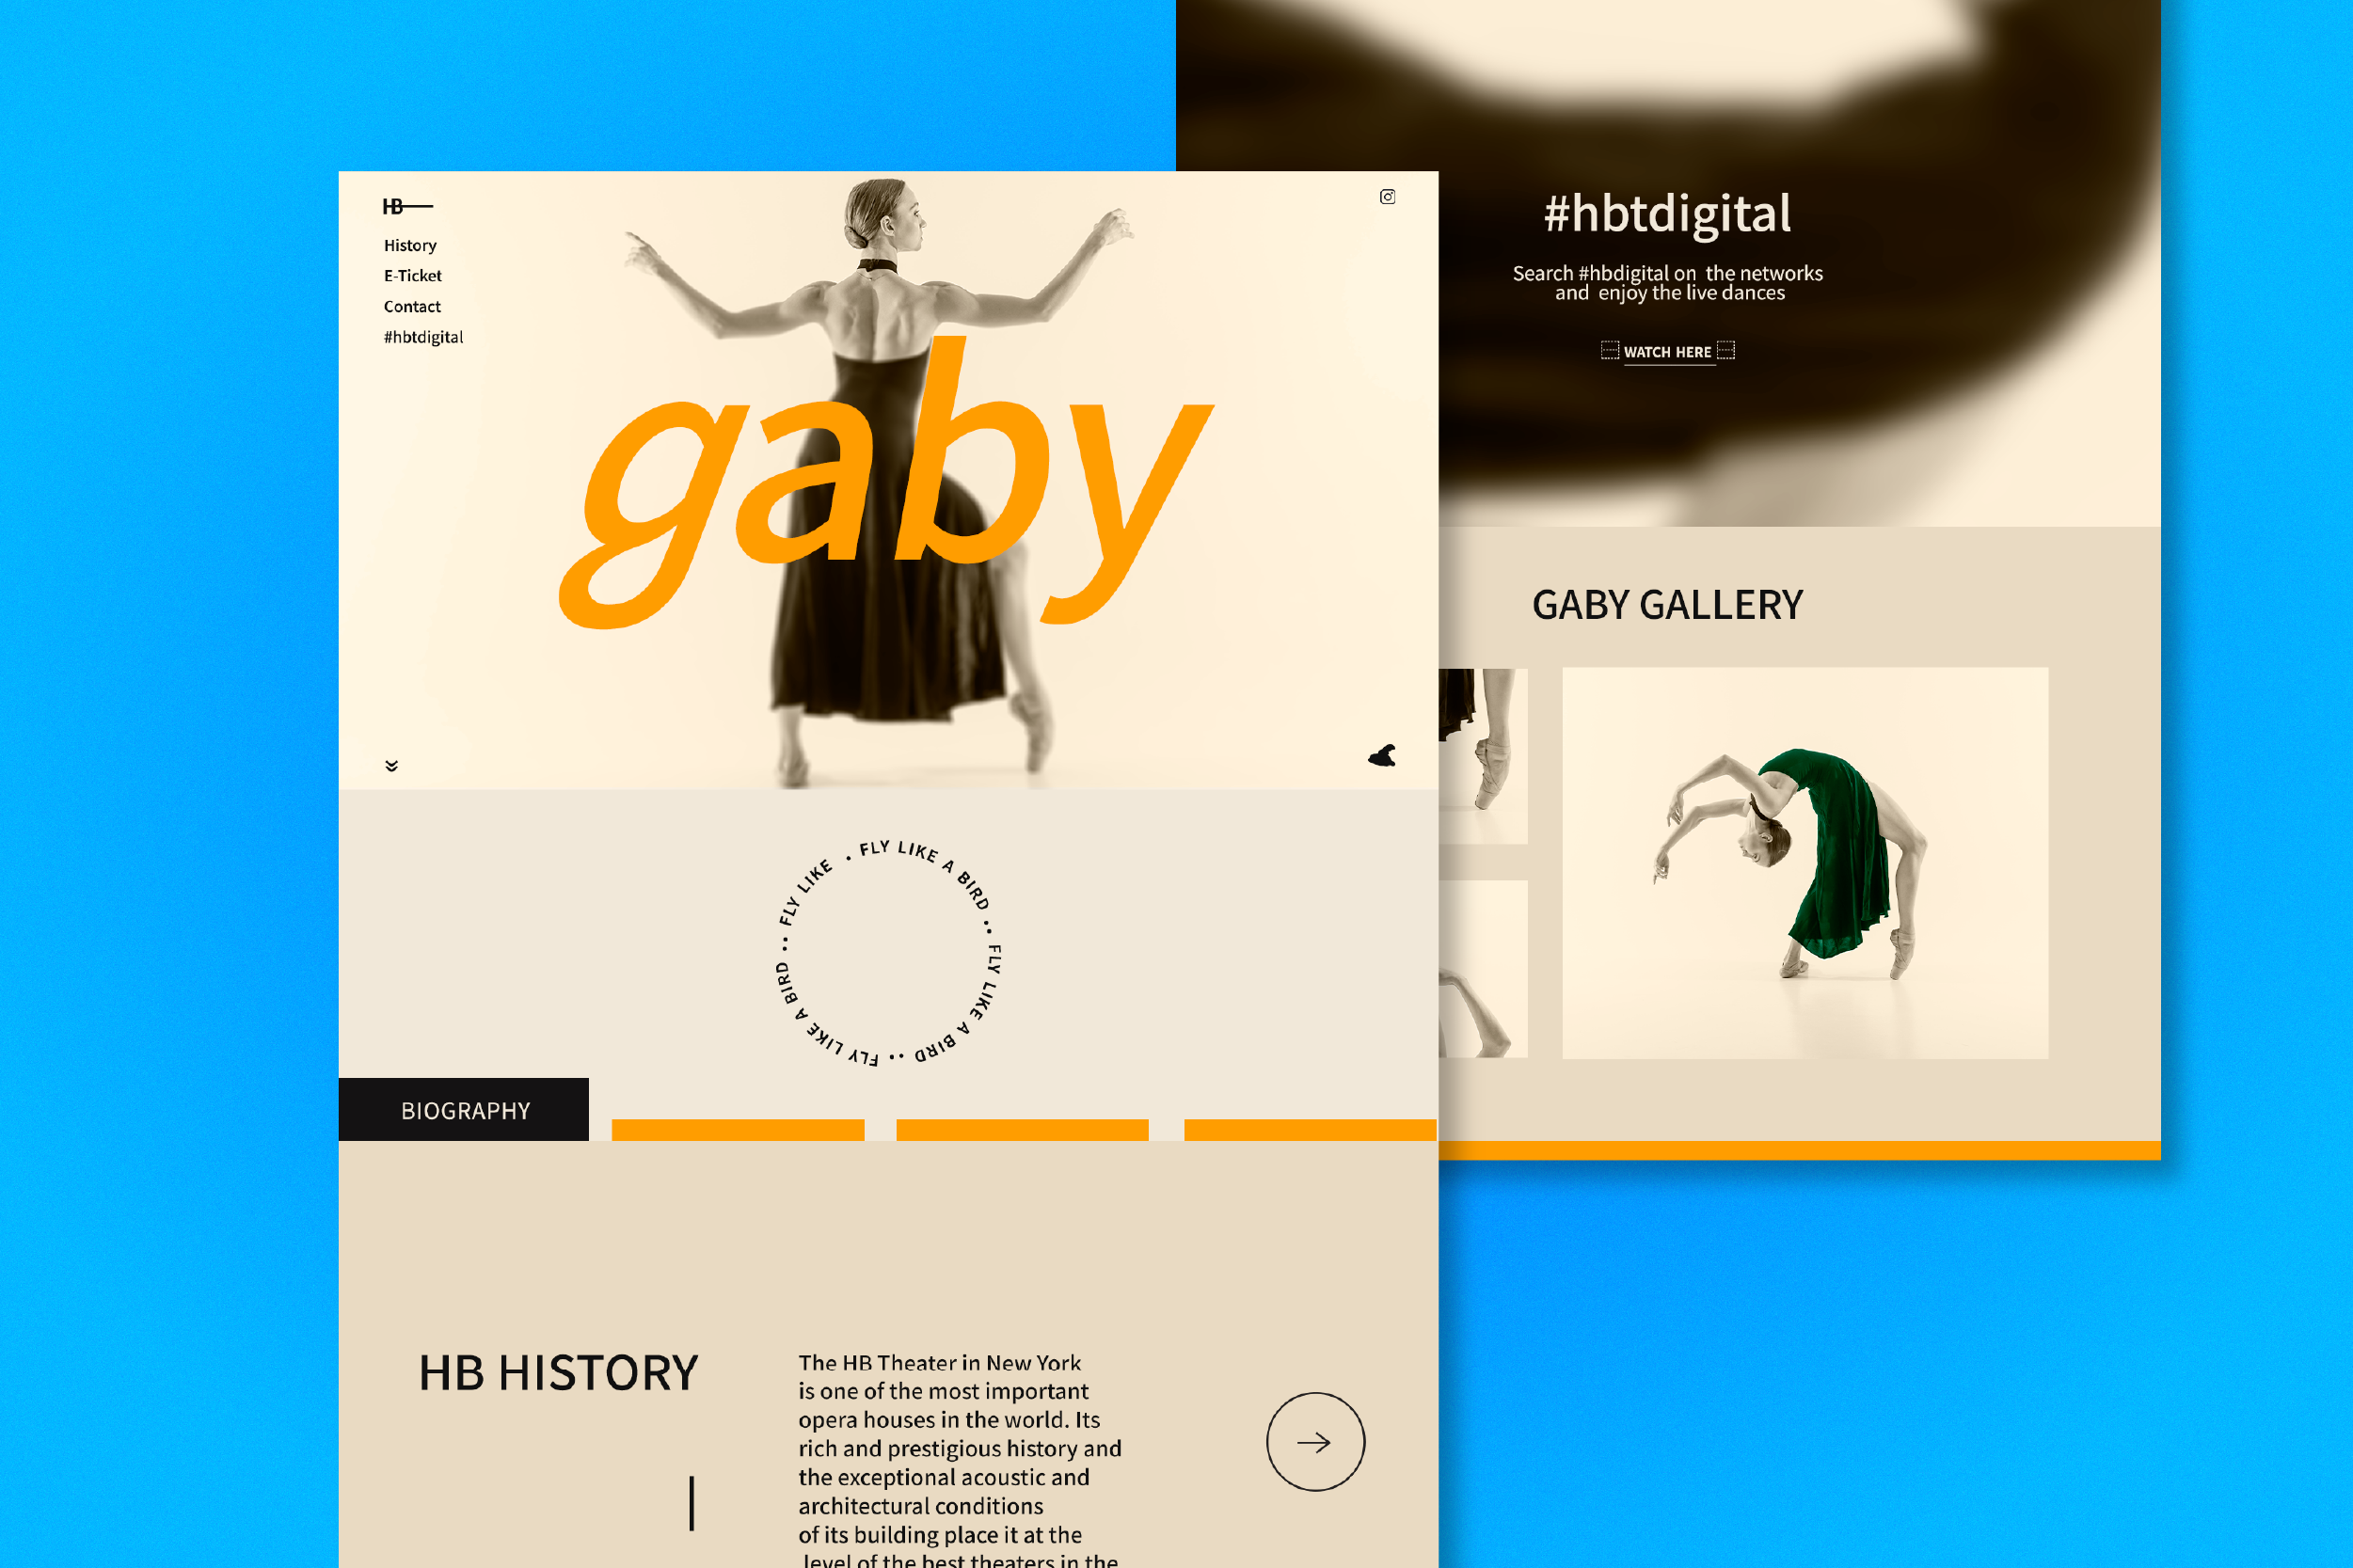 HB
History
E-Ticket
Contact
#hbtdigital
gaby
• FLY LIKE A BIRD •• FLY LIKE A BIRD •• FLY LIKE A BIRD •• FLY LIKE
BIOGRAPHY
HB HISTORY
The HB Theater in New York
is one of the most important
opera houses in the world. Its
rich and prestigious history and
the exceptional acoustic and
architectural conditions
of its building place it at the
level of the best theaters in the
#hbtdigital
Search #hbdigital on the networks
and enjoy the live dances
WATCH HERE
GABY GALLERY